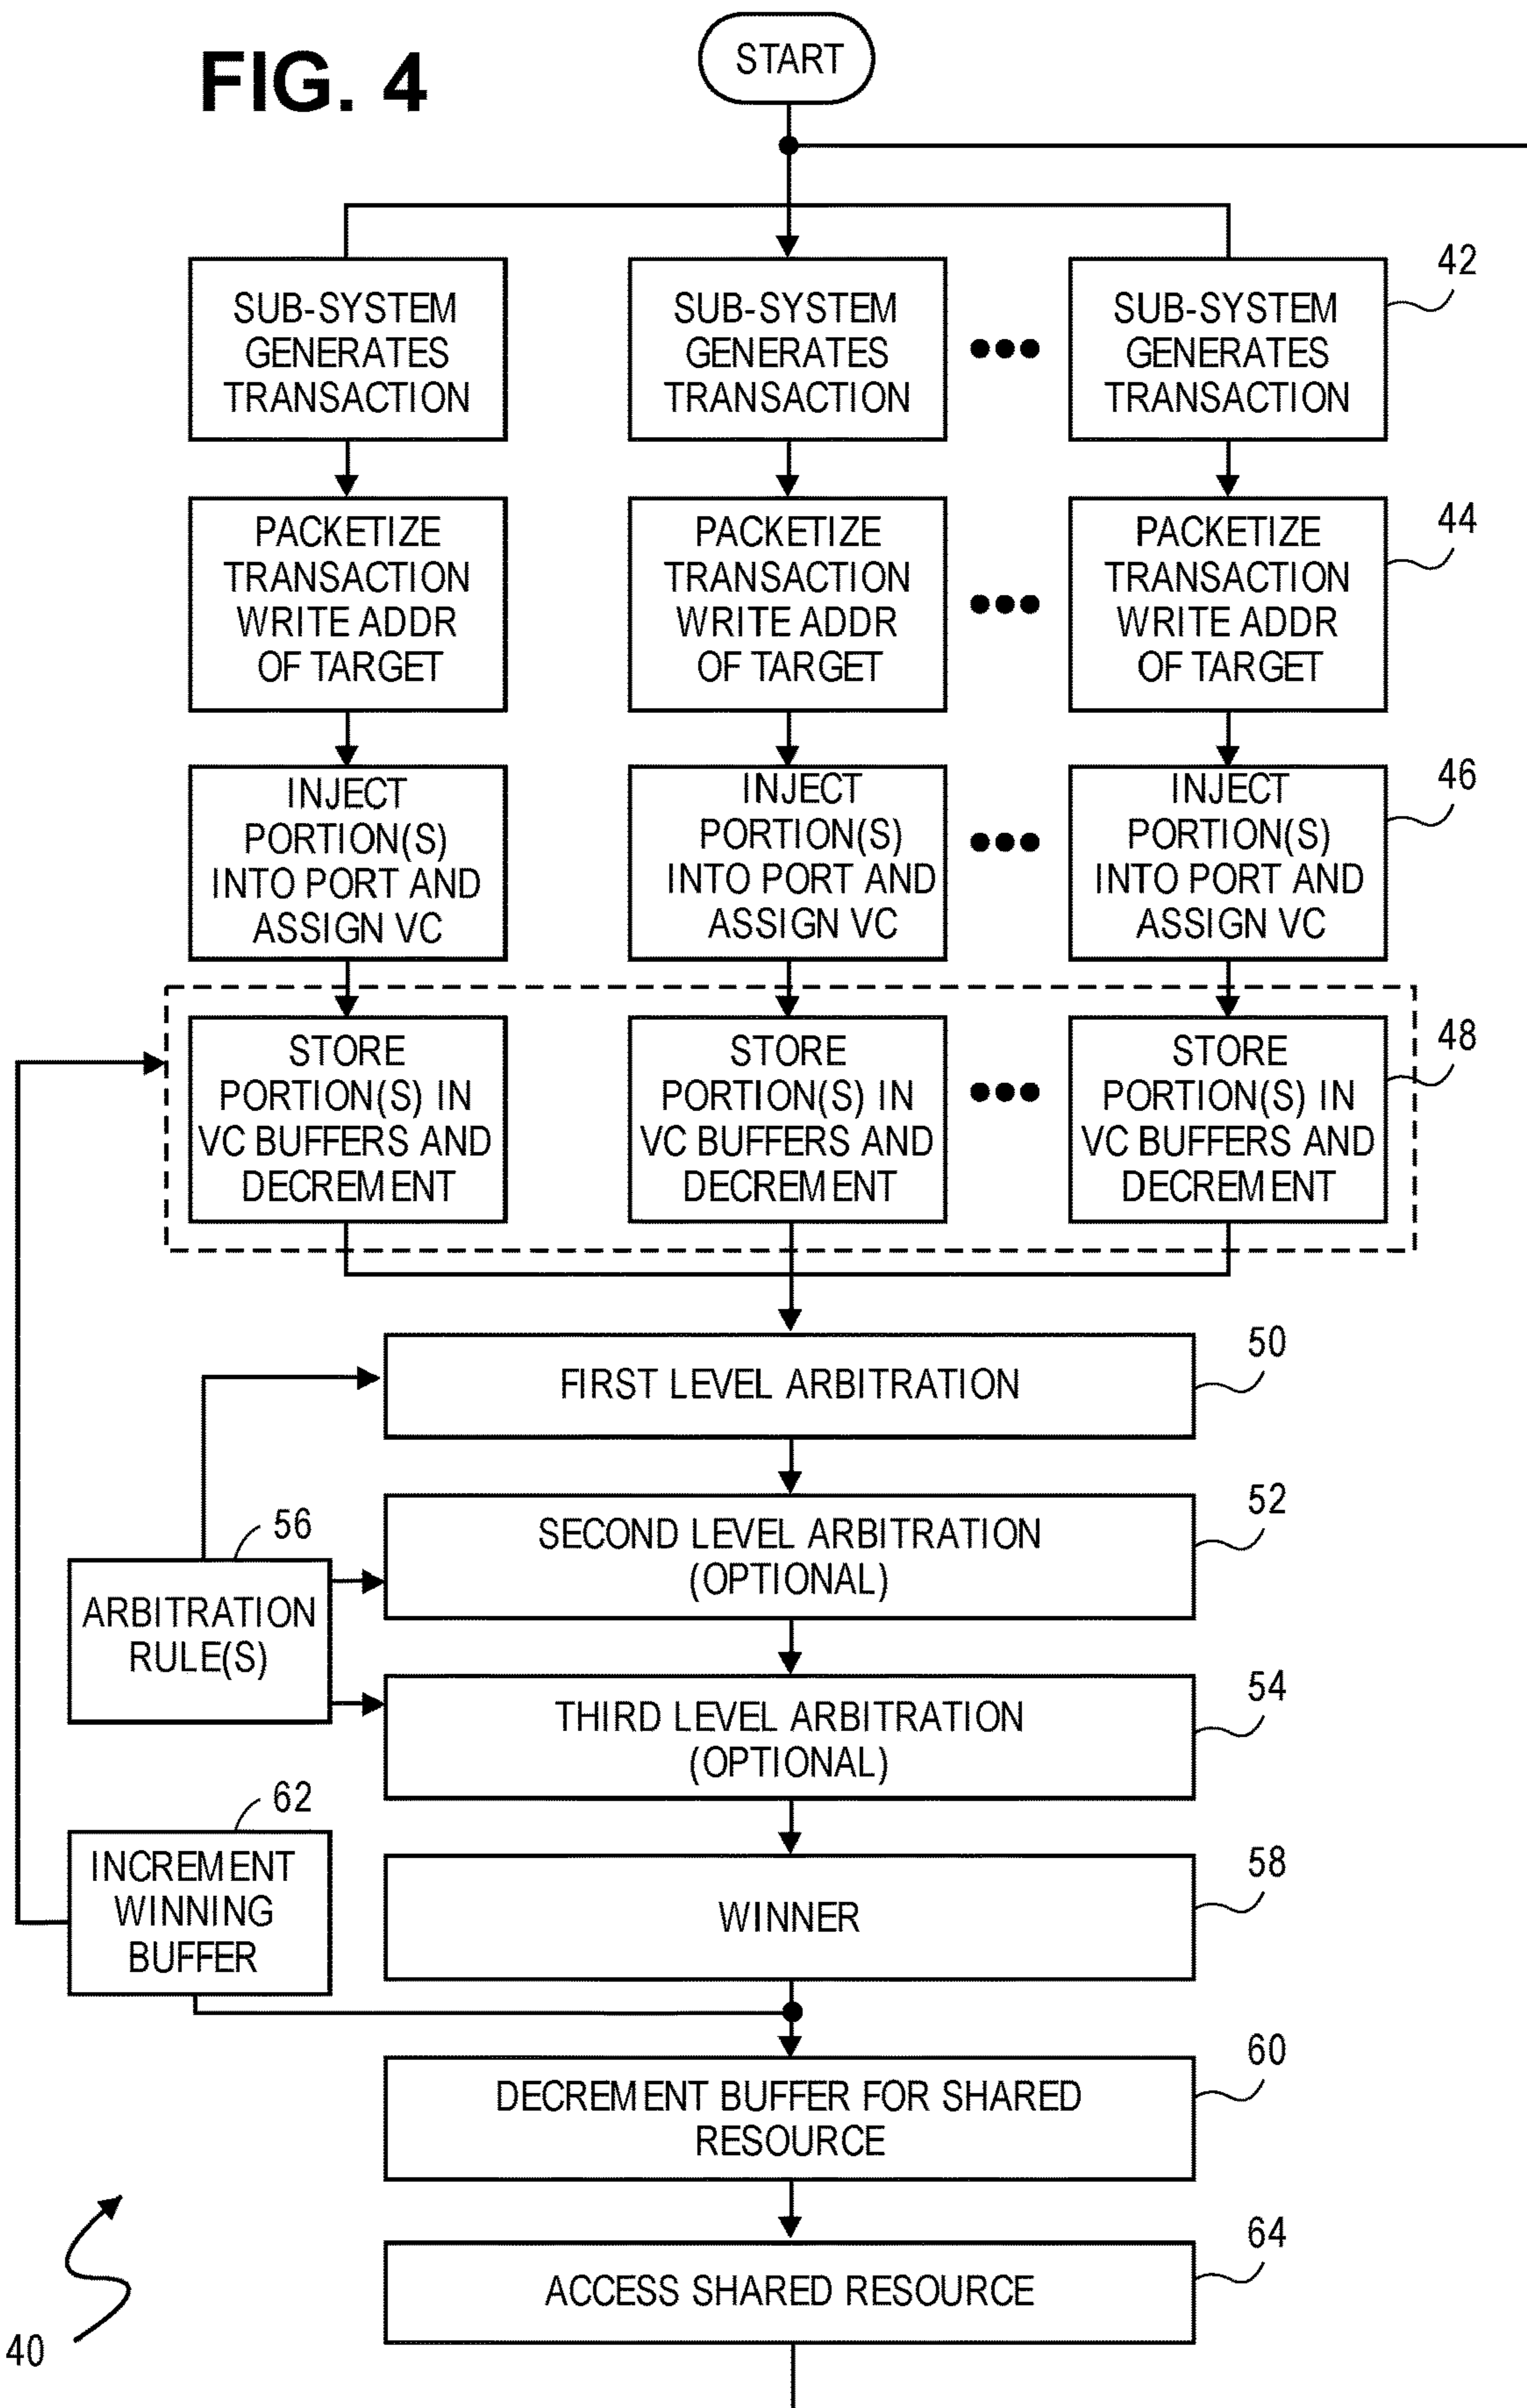 FIG. 4
START
SUB-SYSTEM
GENERATES
TRANSACTION
SUB-SYSTEM
GENERATES
TRANSACTION
SUB-SYSTEM
GENERATES
TRANSACTION
42
PACKETIZE
TRANSACTION
WRITE ADDR
OF TARGET
PACKETIZE
TRANSACTION
WRITE ADDR
OF TARGET
PACKETIZE
TRANSACTION
WRITE ADDR
OF TARGET
44
INJECT
PORTION(S)
INTO PORT AND
ASSIGN VC
INJECT
PORTION(S)
INTO PORT AND
ASSIGN VC
INJECT
PORTION(S)
INTO PORT AND
ASSIGN VC
46
STORE
PORTION(S) IN
VC BUFFERS AND
DECREMENT
STORE
PORTION(S) IN
VC BUFFERS AND
DECREMENT
STORE
PORTION(S) IN
VC BUFFERS AND
DECREMENT
48
FIRST LEVEL ARBITRATION
50
SECOND LEVEL ARBITRATION
(OPTIONAL)
52
56
ARBITRATION
RULE(S)
THIRD LEVEL ARBITRATION
(OPTIONAL)
54
62
INCREMENT
WINNING
BUFFER
WINNER
58
DECREMENT BUFFER FOR SHARED
RESOURCE
60
ACCESS SHARED RESOURCE
64
40